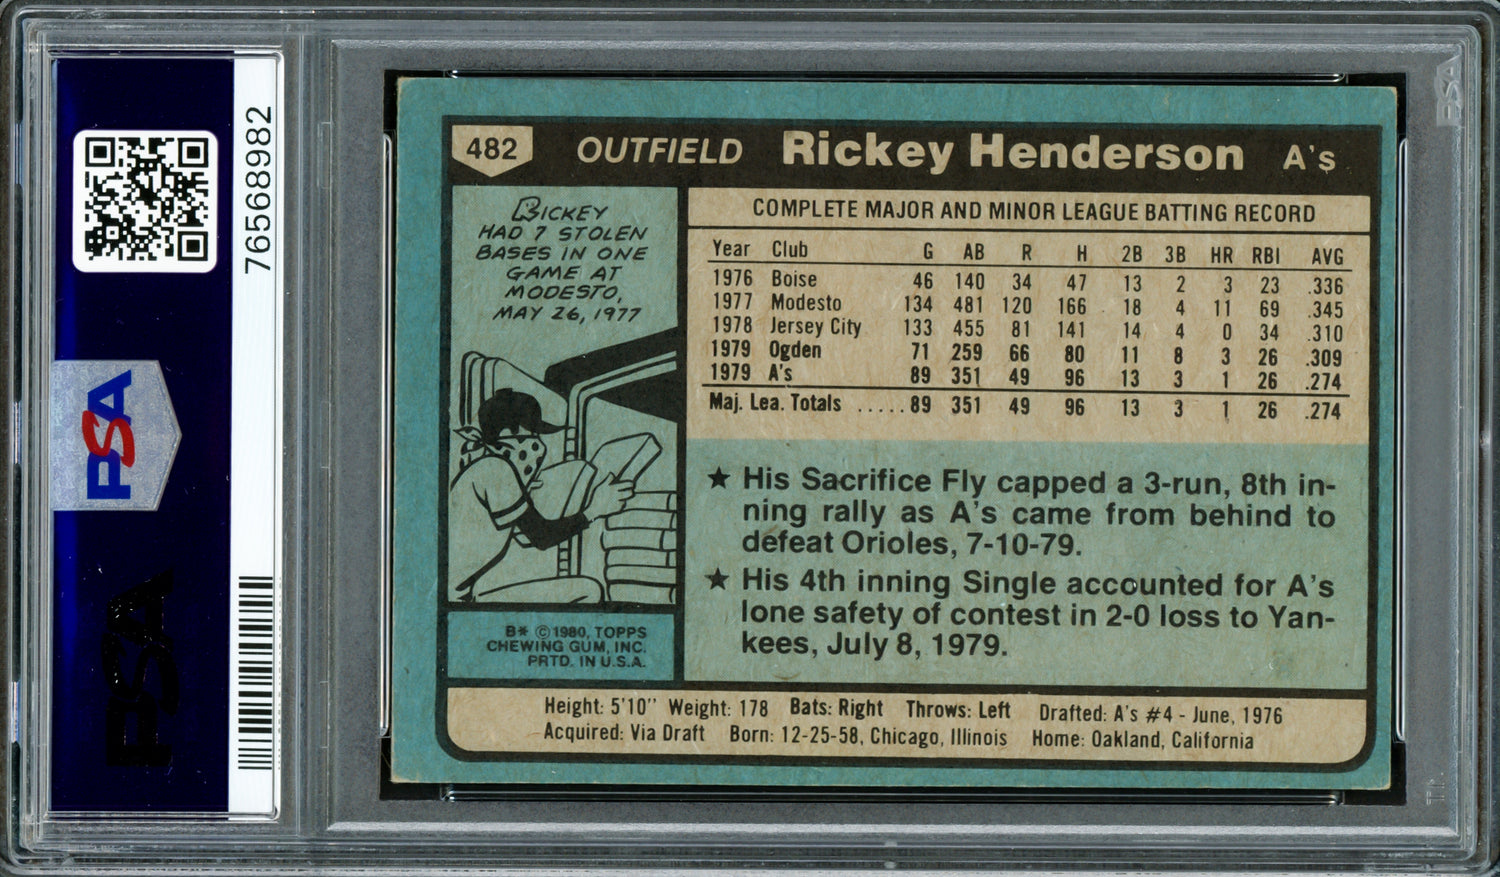 76568982
PSA
PSA
PSA
482 OUTFIELD Rickey Henderson A's
RICKEY
HAD 7 STOLEN
BASES IN ONE
GAME AT
MODESTO,
MAY 26, 1977
COMPLETE MAJOR AND MINOR LEAGUE BATTING RECORD
Year Club G AB R H 2B 3B HR RBI AVG
1976 Boise 46 140 34 47 13 2 3 23 .336
1977 Modesto 134 481 120 166 18 4 11 69 .345
1978 Jersey City 133 455 81 141 14 4 0 34 .310
1979 Ogden 71 259 66 80 11 8 3 26 .309
1979 A's 89 351 49 96 13 3 1 26 .274
Maj. Lea. Totals .....89 351 49 96 13 3 1 26 .274
★ His Sacrifice Fly capped a 3-run, 8th in-
ning rally as A's came from behind to
defeat Orioles, 7-10-79.
★ His 4th inning Single accounted for A's
lone safety of contest in 2-0 loss to Yan-
kees, July 8, 1979.
B* © 1980, TOPPS
CHEWING GUM, INC.
PRTD. IN U.S.A.
Height: 5'10" Weight: 178 Bats: Right Throws: Left Drafted: A's #4 - June, 1976
Acquired: Via Draft Born: 12-25-58, Chicago, Illinois Home: Oakland, California